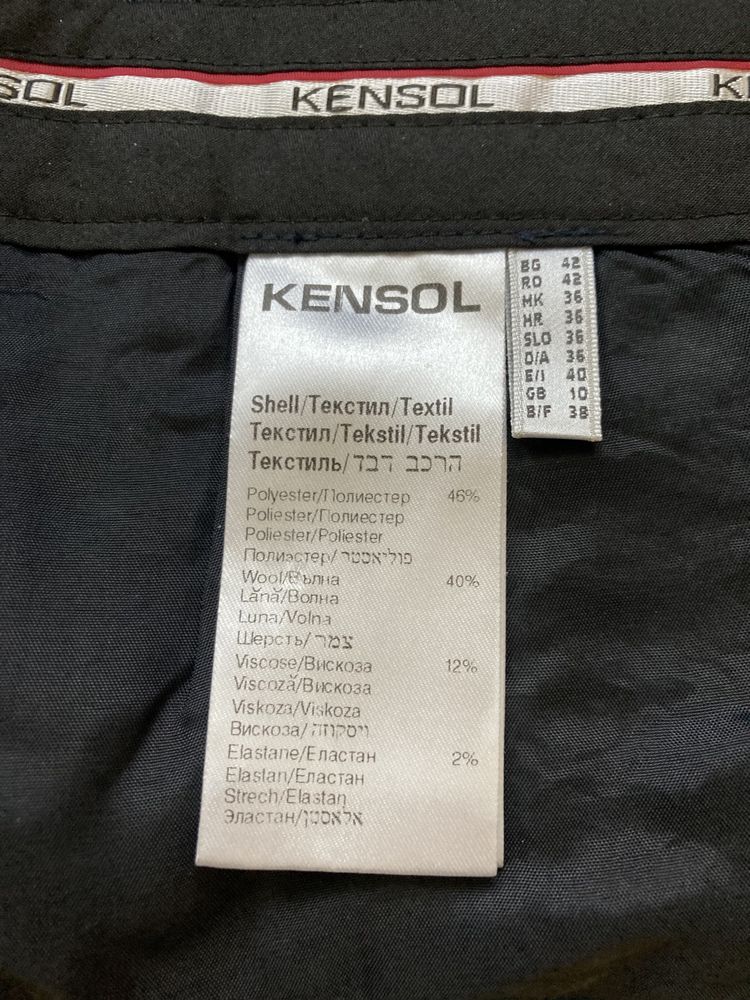 SOL KENSOL K
KENSOL
Shell/Текстил/Textil
Текстил/Tekstil/Tekstil
Текстиль/הרכב דבד
Polyester/Полиестер 46%
Poliester/Полиестер
Poliester/Poliester
Полиэстер/פוליאסטר
Wool/Вълна 40%
Lână/Волна
Luna/Volna
Шерсть/צמר
Viscose/Вискоза 12%
Viscoză/Вискоза
Viskoza/Viskoza
Вискоза/ויסקוזה
Elastane/Еластан 2%
Elastan/Еластан
Strech/Elastan
Эластан/אלאסטן
BG 42
RO 42
MK 36
HR 36
SLO 36
D/A 36
E/I 40
GB 10
B/F 38